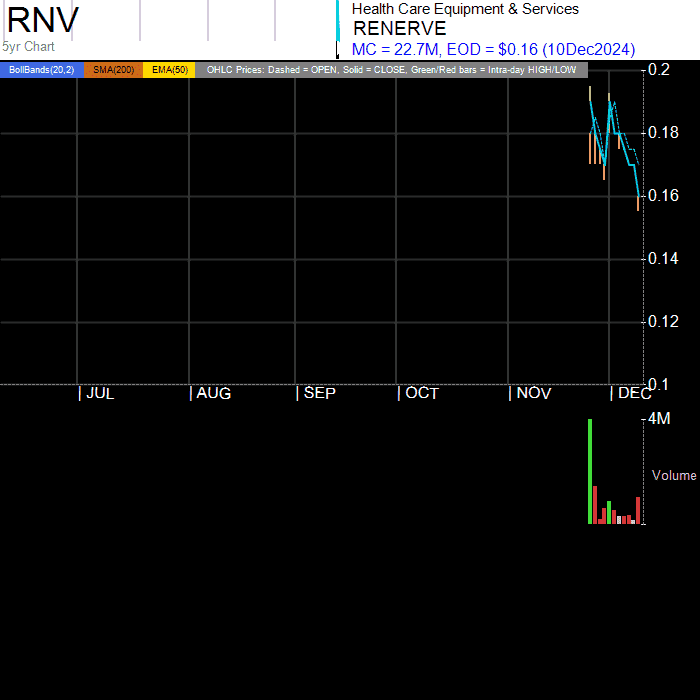 RNV
5yr Chart
Health Care Equipment & Services
RENERVE
MC = 22.7M, EOD = $0.16 (10Dec2024)
BollBands(20,2) SMA(200) EMA(50) OHLC Prices: Dashed = OPEN, Solid = CLOSE, Green/Red bars = Intra-day HIGH/LOW
0.2
0.18
0.16
0.14
0.12
0.1
| JUL | AUG | SEP | OCT | NOV | DEC
4M
Volume